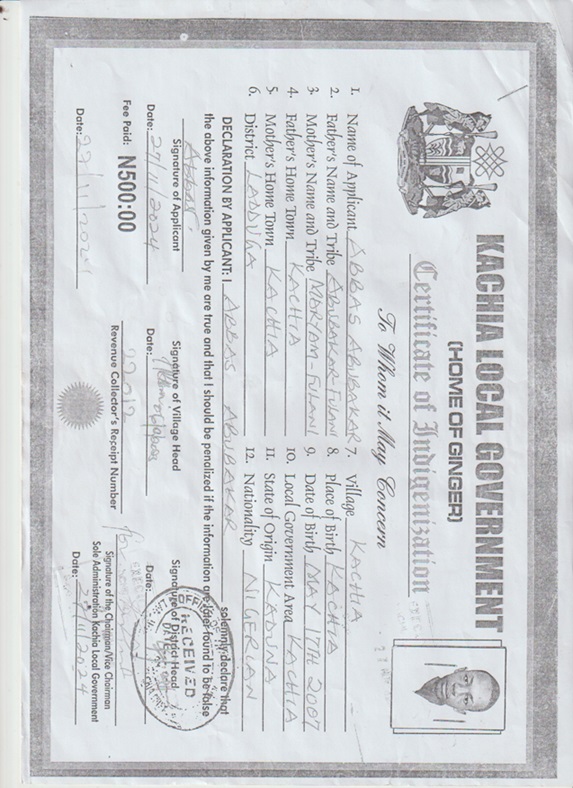 KACHIA LOCAL GOVERNMENT
(HOME OF GINGER)
Certificate of Indigenization
To Whom it May Concern
1. Name of Applicant ABBAS ABUBAKAR
2. Father's Name and Tribe ABUBAKAR-FULANI
3. Mother's Name and Tribe MARYAM-FULANI
4. Father's Home Town KACHIA
5. Mother's Home Town KACHIA
6. District LADDUGA
7. Village KACHIA
8. Place of Birth KACHIA
9. Date of Birth MAY 17TH 2007
10. Local Government Area KACHIA
11. State of Origin KADUNA
12. Nationality NIGERIAN
DECLARATION BY APPLICANT: I ABBAS ABUBAKAR solemnly declare that
the above information given by me are true and that I should be penalized if the information are later found to be false
ABBAS
Signature of Applicant
Date: 27/11/2024
Signature of Village Head
Date:
Signature of District Head
Date:
RECEIVED
Fee Paid: N500:00
22012
Revenue Collector's Receipt Number
Signature of the Chairman/Vice Chairman
Sole Administration Kachia Local Government
Date: 27/11/2024
Date: 27/11/2024